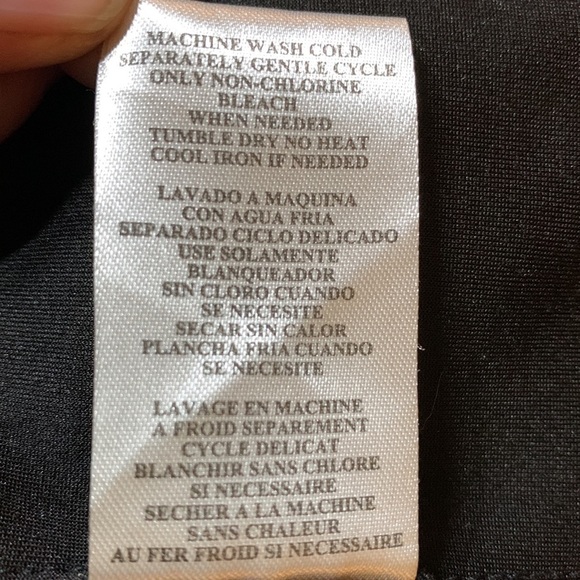 MACHINE WASH COLD
SEPARATELY GENTLE CYCLE
ONLY NON-CHLORINE
BLEACH
WHEN NEEDED
TUMBLE DRY NO HEAT
COOL IRON IF NEEDED
LAVADO A MAQUINA
CON AGUA FRIA
SEPARADO CICLO DELICADO
USE SOLAMENTE
BLANQUEADOR
SIN CLORO CUANDO
SE NECESITE
SECAR SIN CALOR
PLANCHA FRIA CUANDO
SE NECESITE
LAVAGE EN MACHINE
A FROID SEPAREMENT
CYCLE DELICAT
BLANCHIR SANS CHLORE
SI NECESSAIRE
SECHER A LA MACHINE
SANS CHALEUR
AU FER FROID SI NECESSAIRE